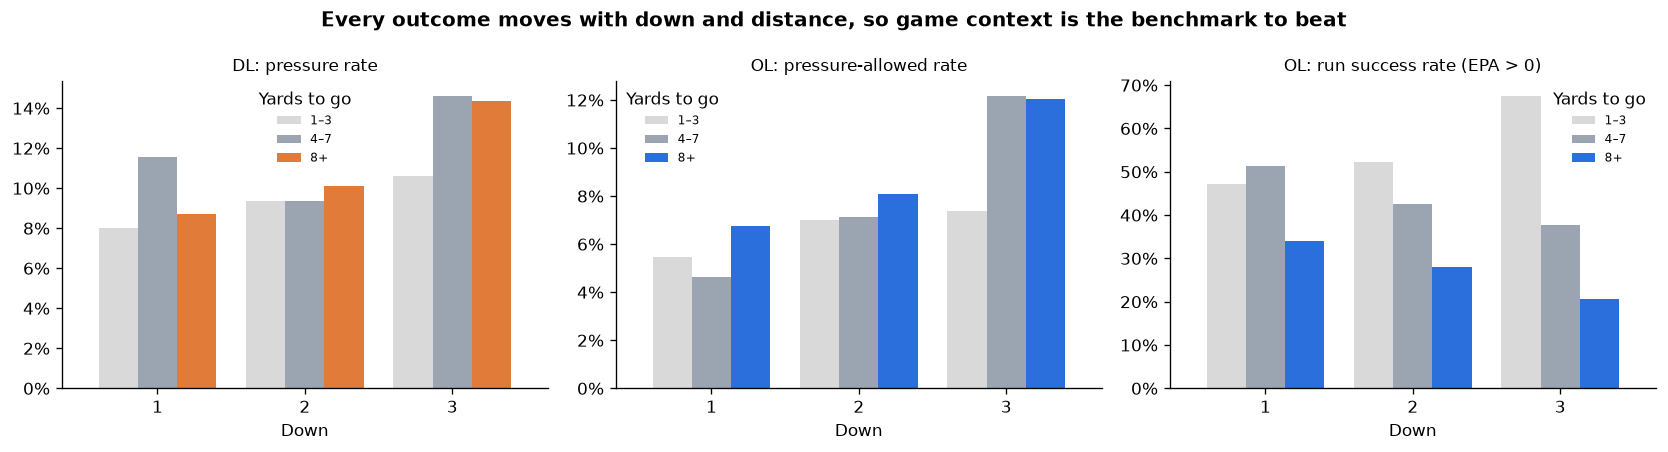 Every outcome moves with down and distance, so game context is the benchmark to beat
DL: pressure rate
14%
12%
10%
8%
6%
4%
2%
0%
Yards to go
1–3
4–7
8+
1 2 3
Down
OL: pressure-allowed rate
12%
10%
8%
6%
4%
2%
0%
Yards to go
1–3
4–7
8+
1 2 3
Down
OL: run success rate (EPA > 0)
70%
60%
50%
40%
30%
20%
10%
0%
Yards to go
1–3
4–7
8+
1 2 3
Down